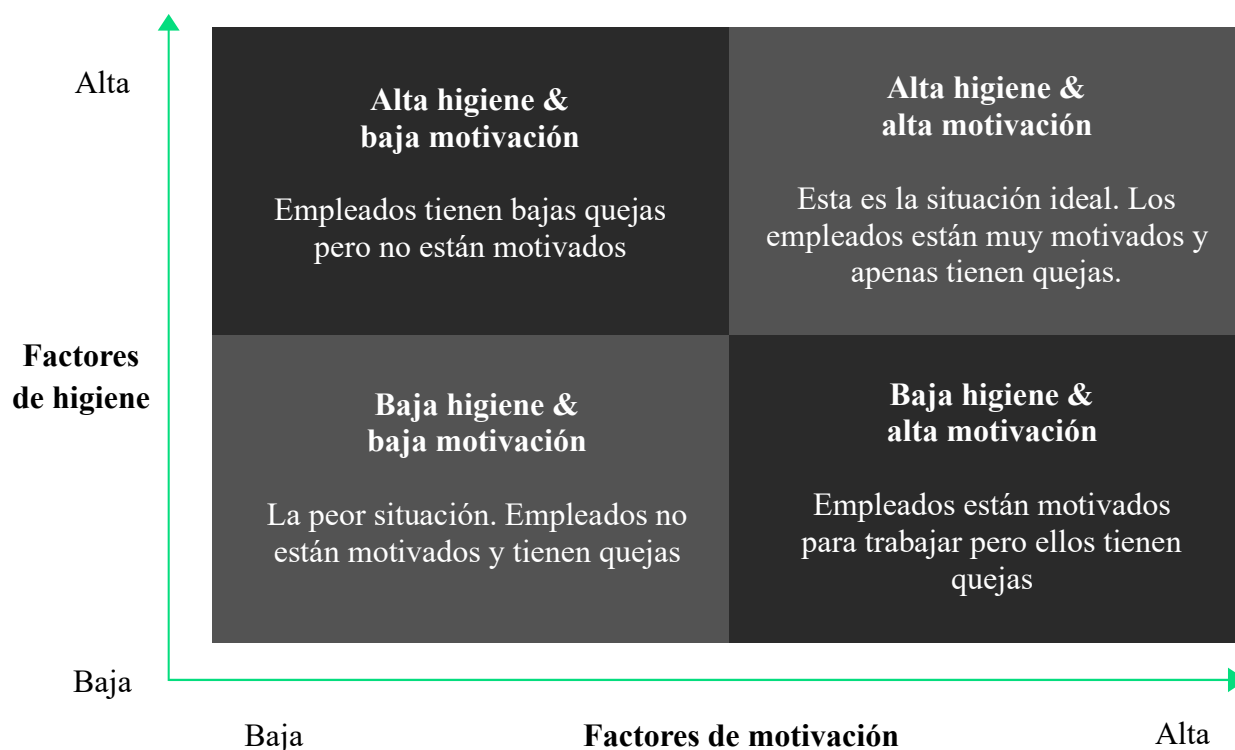 Alta
Alta higiene &
baja motivación
Empleados tienen bajas quejas
pero no están motivados
Alta higiene &
alta motivación
Esta es la situación ideal. Los
empleados están muy motivados y
apenas tienen quejas.
Factores
de higiene
Baja higiene &
baja motivación
La peor situación. Empleados no
están motivados y tienen quejas
Baja higiene &
alta motivación
Empleados están motivados
para trabajar pero ellos tienen
quejas
Baja
Baja
Factores de motivación
Alta